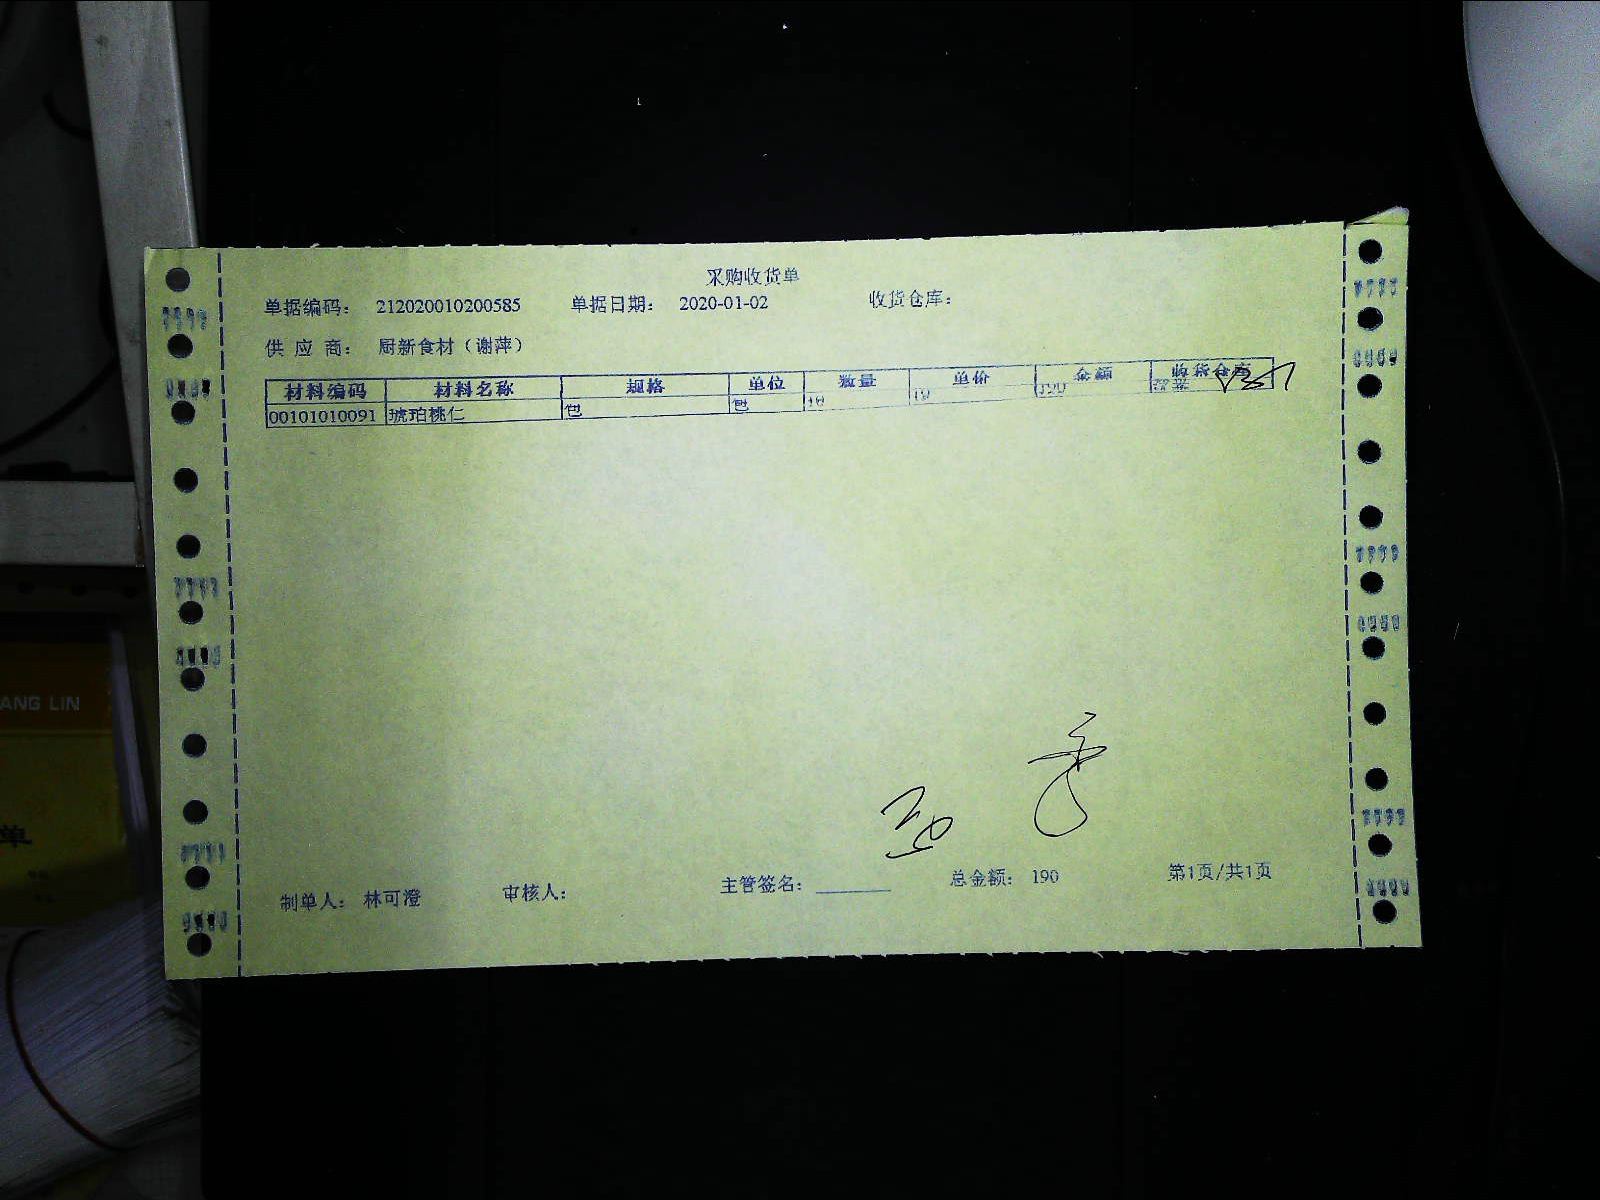 采购收货单
单据编码： 212020010200585 单据日期： 2020-01-02 收货仓库：
供 应 商： 厨新食材（谢萍）
材料编码 材料名称 规格 单位 数量 单价 金额 收货仓库
00101010091 琥珀桃仁 包 包 190
制单人： 林可澄 审核人： 主管签名： 总金额： 190 第1页/共1页
ANG LIN
单